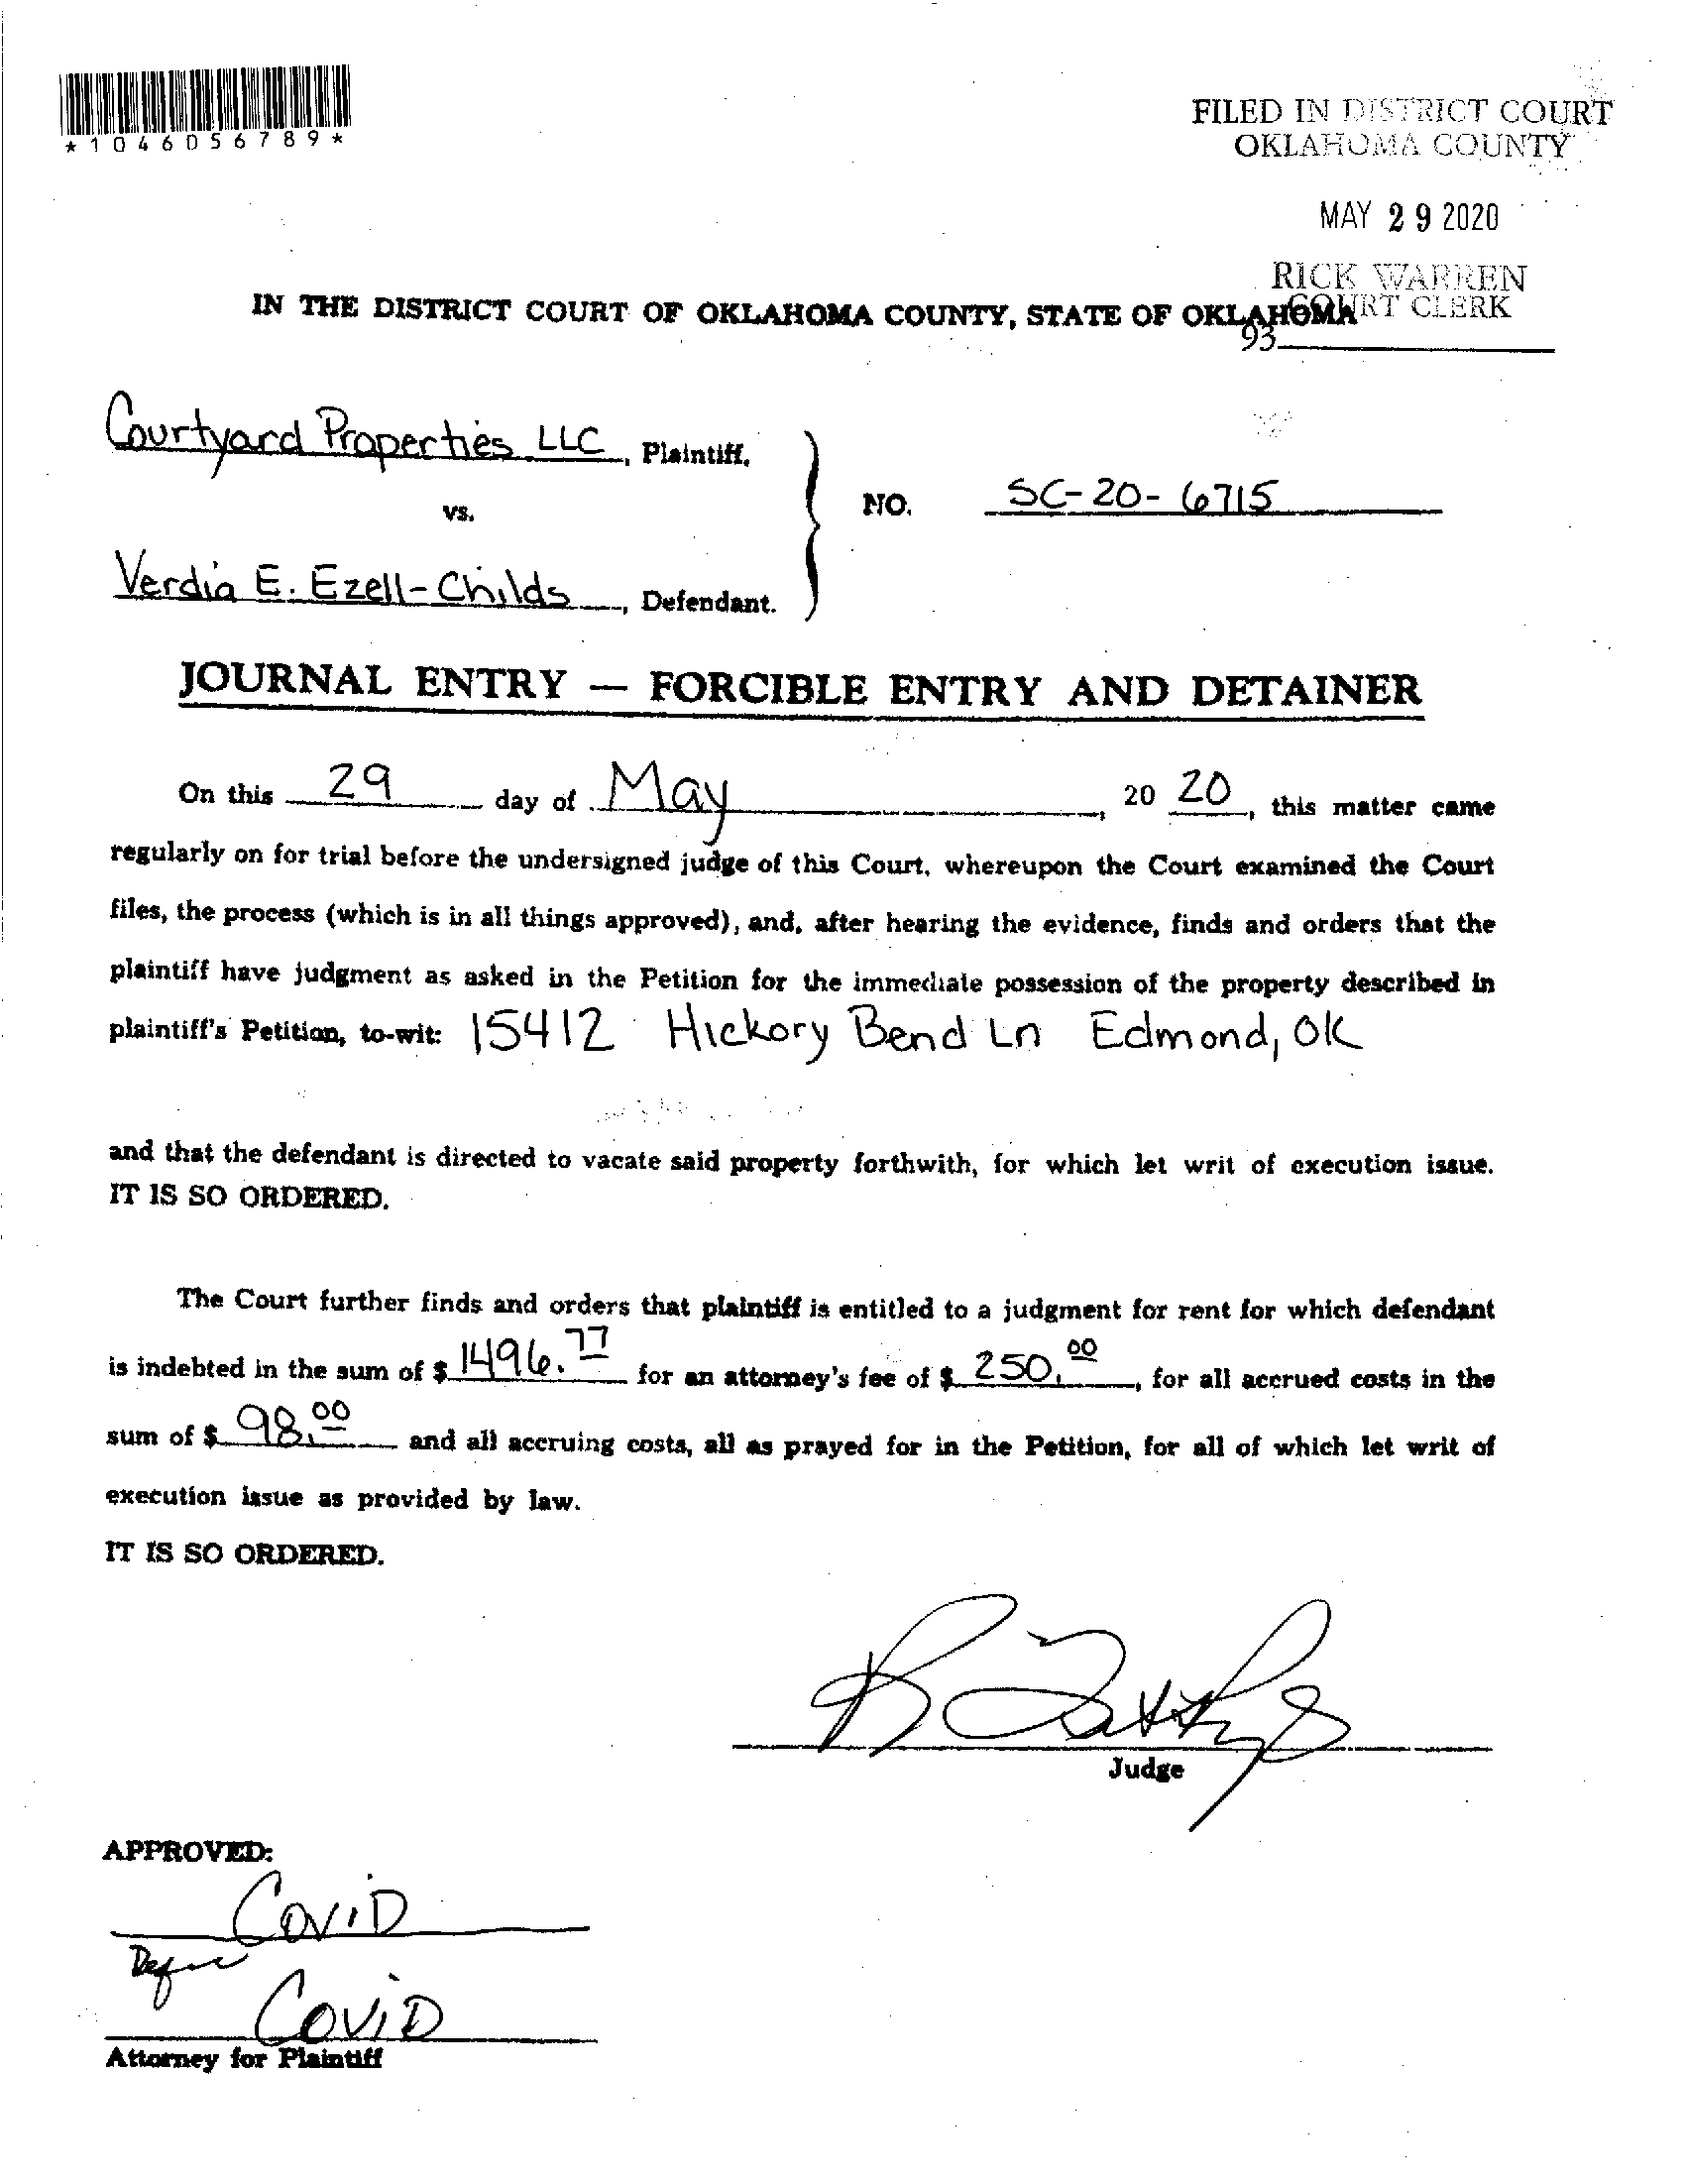 *1046056789*
FILED IN DISTRICT COURT
OKLAHOMA COUNTY
MAY 29 2020
RICK WARREN
COURT CLERK
93
IN THE DISTRICT COURT OF OKLAHOMA COUNTY, STATE OF OKLAHOMA
Courtyard Properties LLC, Plaintiff,
vs.
NO. SC-20-6715
Verdia E. Ezell-Childs, Defendant.
JOURNAL ENTRY — FORCIBLE ENTRY AND DETAINER
On this 29 day of May, 20 20, this matter came
regularly on for trial before the undersigned judge of this Court, whereupon the Court examined the Court
files, the process (which is in all things approved), and, after hearing the evidence, finds and orders that the
plaintiff have judgment as asked in the Petition for the immediate possession of the property described in
plaintiff's Petition, to-wit: 15412 Hickory Bend Ln Edmond, OK
and that the defendant is directed to vacate said property forthwith, for which let writ of execution issue.
IT IS SO ORDERED.
The Court further finds and orders that plaintiff is entitled to a judgment for rent for which defendant
is indebted in the sum of $ 1496.77 for an attorney's fee of $ 250.00, for all accrued costs in the
sum of $ 98.00 and all accruing costs, all as prayed for in the Petition, for all of which let writ of
execution issue as provided by law.
IT IS SO ORDERED.
Judge
APPROVED:
COVID
COVID
Attorney for Plaintiff